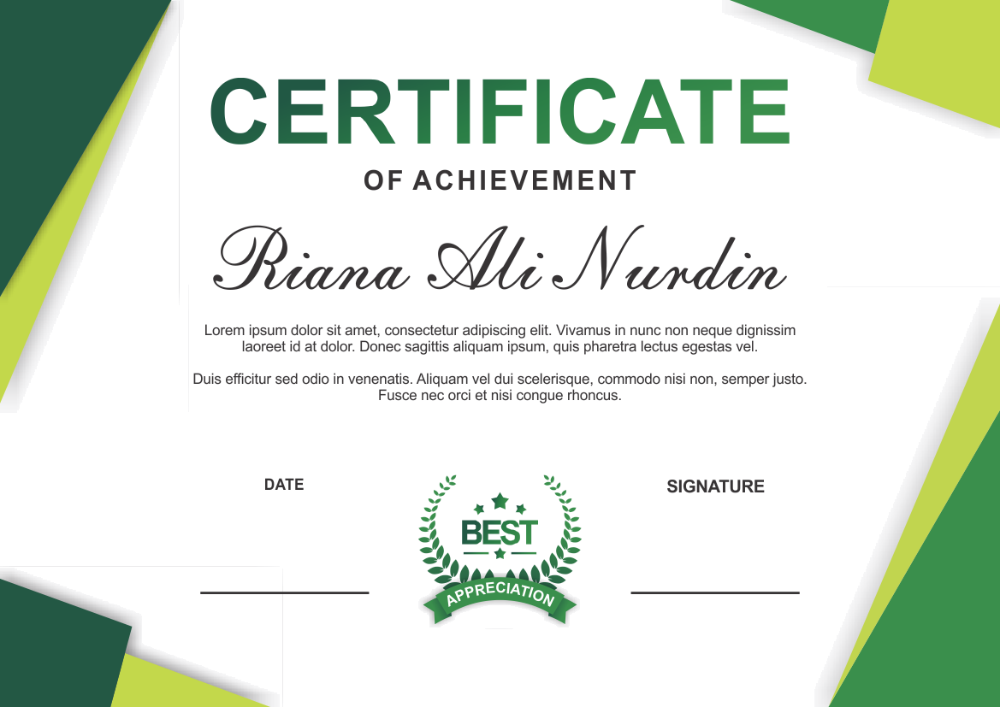 CERTIFICATE
OF ACHIEVEMENT
Riana Ali Nurdin
Lorem ipsum dolor sit amet, consectetur adipiscing elit. Vivamus in nunc non neque dignissim
laoreet id at dolor. Donec sagittis aliquam ipsum, quis pharetra lectus egestas vel.
Duis efficitur sed odio in venenatis. Aliquam vel dui scelerisque, commodo nisi non, semper justo.
Fusce nec orci et nisi congue rhoncus.
DATE
SIGNATURE
BEST
APPRECIATION